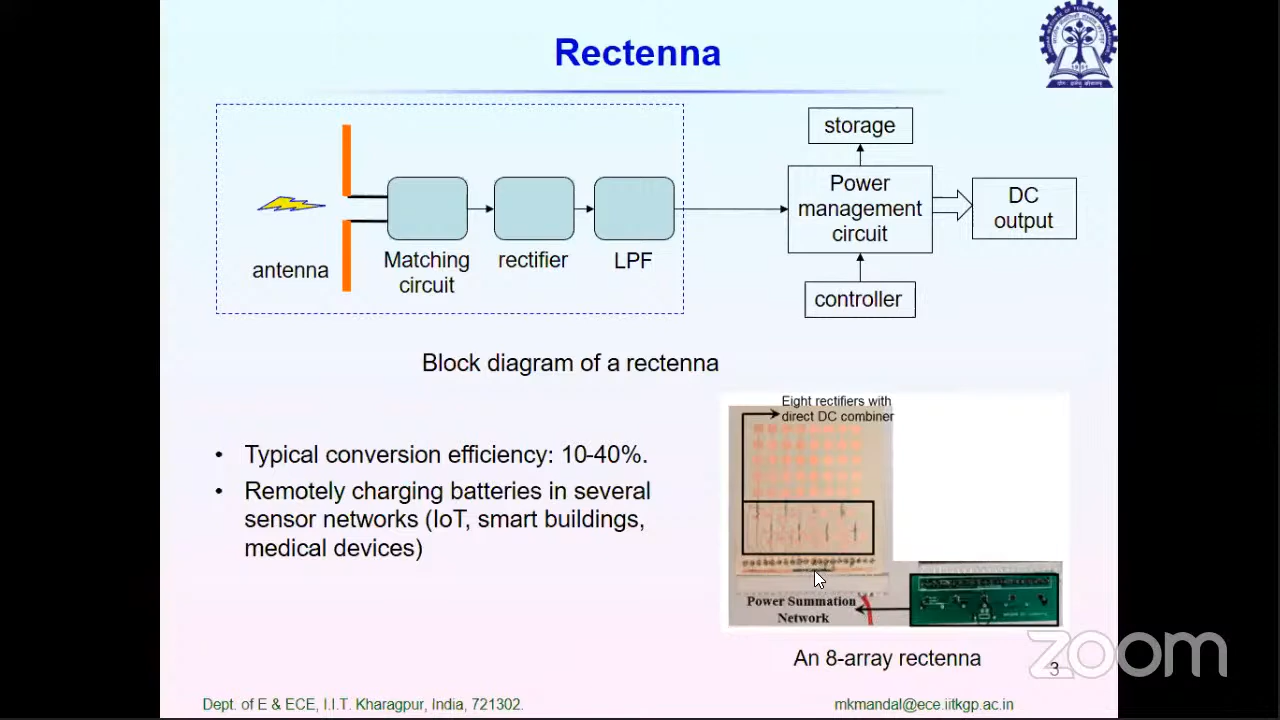 Rectenna
storage
Power
management
circuit
DC
output
controller
antenna
Matching
circuit
rectifier
LPF
Block diagram of a rectenna
• Typical conversion efficiency: 10-40%.
• Remotely charging batteries in several
sensor networks (IoT, smart buildings,
medical devices)
Eight rectifiers with
direct DC combiner
Power Summation
Network
An 8-array rectenna
zoom
3
Dept. of E & ECE, I.I.T. Kharagpur, India, 721302.
mkmandal@ece.iitkgp.ac.in